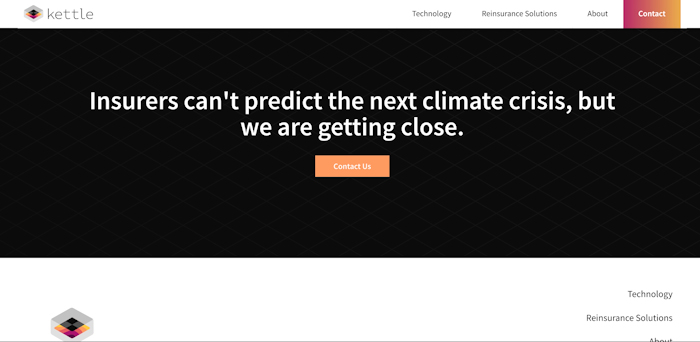 kettle
Technology
Reinsurance Solutions
About
Contact
Insurers can't predict the next climate crisis, but
we are getting close.
Contact Us
Technology
Reinsurance Solutions
About